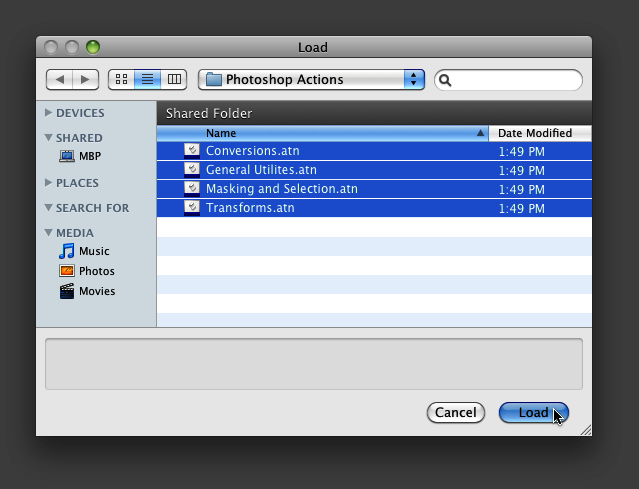 Load
Photoshop Actions
DEVICES
SHARED
MBP
PLACES
SEARCH FOR
MEDIA
Music
Photos
Movies
Shared Folder
Name Date Modified
Conversions.atn 1:49 PM
General Utilites.atn 1:49 PM
Masking and Selection.atn 1:49 PM
Transforms.atn 1:49 PM
Cancel Load